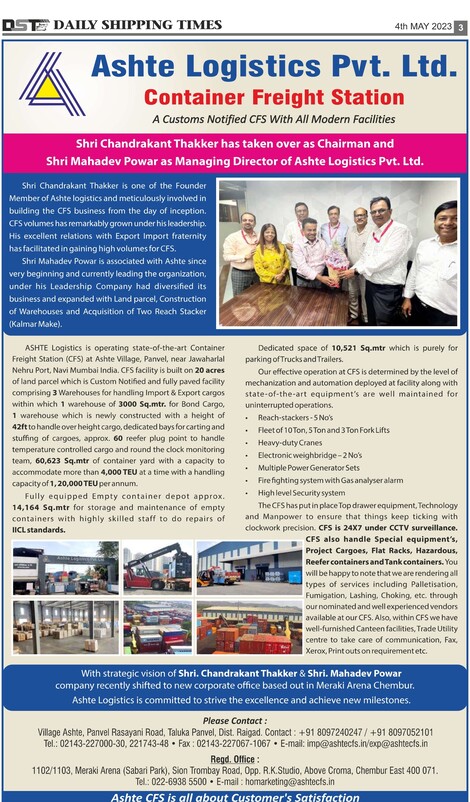 DST DAILY SHIPPING TIMES
4th MAY 2023 3
Ashte Logistics Pvt. Ltd.
Container Freight Station
A Customs Notified CFS With All Modern Facilities
Shri Chandrakant Thakker has taken over as Chairman and
Shri Mahadev Powar as Managing Director of Ashte Logistics Pvt. Ltd.
Shri Chandrakant Thakker is one of the Founder
Member of Ashte logistics and meticulously involved in
building the CFS business from the day of inception.
CFS volumes has remarkably grown under his leadership.
His excellent relations with Export Import fraternity
has facilitated in gaining high volumes for CFS.
Shri Mahadev Powar is associated with Ashte since
very beginning and currently leading the organization,
under his Leadership Company had diversified its
business and expanded with Land parcel, Construction
of Warehouses and Acquisition of Two Reach Stacker
(Kalmar Make).
ASHTE Logistics is operating state-of-the-art Container
Freight Station (CFS) at Ashte Village, Panvel, near Jawaharlal
Nehru Port, Navi Mumbai India. CFS facility is built on 20 acres
of land parcel which is Custom Notified and fully paved facility
comprising 3 Warehouses for handling Import & Export cargos
within which 1 warehouse of 3000 Sq.mtr. for Bond Cargo,
1 warehouse which is newly constructed with a height of
42ft to handle over height cargo, dedicated bays for carting and
stuffing of cargoes, approx. 60 reefer plug point to handle
temperature controlled cargo and round the clock monitoring
team, 60,623 Sq.mtr of container yard with a capacity to
accommodate more than 4,000 TEU at a time with a handling
capacity of 1,20,000 TEU per annum.
Fully equipped Empty container depot approx.
14,164 Sq.mtr for storage and maintenance of empty
containers with highly skilled staff to do repairs of
IICL standards.
Dedicated space of 10,521 Sq.mtr which is purely for
parking of Trucks and Trailers.
Our effective operation at CFS is determined by the level of
mechanization and automation deployed at facility along with
state-of-the-art equipment's are well maintained for
uninterrupted operations.
• Reach-stackers - 5 No's
• Fleet of 10 Ton, 5 Ton and 3 Ton Fork Lifts
• Heavy-duty Cranes
• Electronic weighbridge – 2 No's
• Multiple Power Generator Sets
• Fire fighting system with Gas analyser alarm
• High level Security system
The CFS has put in place Top drawer equipment, Technology
and Manpower to ensure that things keep ticking with
clockwork precision. CFS is 24X7 under CCTV surveillance.
CFS also handle Special equipment's,
Project Cargoes, Flat Racks, Hazardous,
Reefer containers and Tank containers. You
will be happy to note that we are rendering all
types of services including Palletisation,
Fumigation, Lashing, Choking, etc. through
our nominated and well experienced vendors
available at our CFS. Also, within CFS we have
well-furnished Canteen facilities, Trade Utility
centre to take care of communication, Fax,
Xerox, Print outs on requirement etc.
With strategic vision of Shri. Chandrakant Thakker & Shri. Mahadev Powar
company recently shifted to new corporate office based out in Meraki Arena Chembur.
Ashte Logistics is committed to strive the excellence and achieve new milestones.
Please Contact :
Village Ashte, Panvel Rasayani Road, Taluka Panvel, Dist. Raigad. Contact : +91 8097240247 / +91 8097052101
Tel.: 02143-227000-30, 221743-48 • Fax : 02143-227067-1067 • E-mail: imp@ashtecfs.in/exp@ashtecfs.in
Regd. Office :
1102/1103, Meraki Arena (Sabari Park), Sion Trombay Road, Opp. R.K.Studio, Above Croma, Chembur East 400 071.
Tel.: 022-6938 5500 • E-mail : homarketing@ashtecfs.in
Ashte CFS is all about Customer's Satisfaction